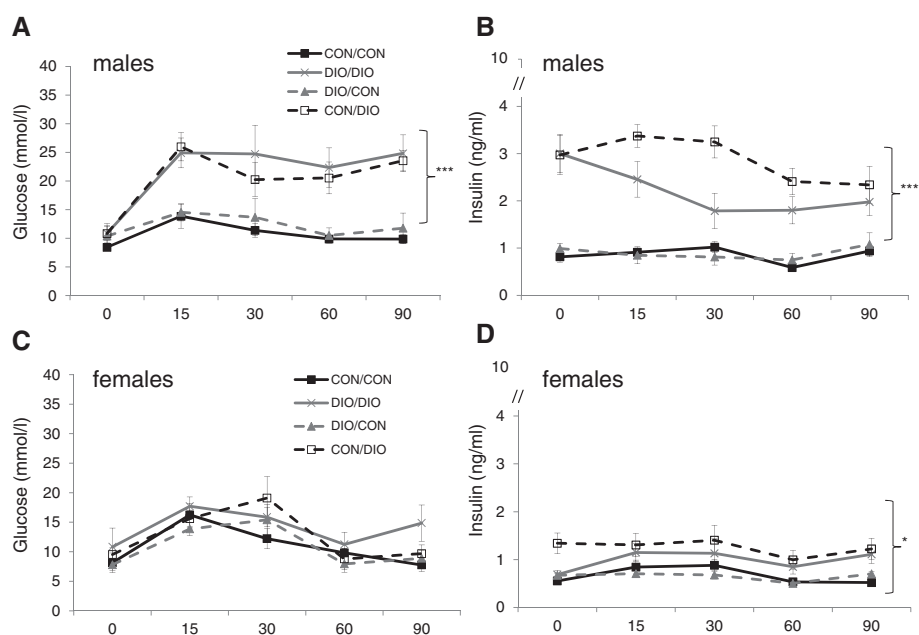 A
males
CON/CON
DIO/DIO
DIO/CON
CON/DIO
Glucose (mmol/l)
40
35
30
25
20
15
10
5
0
***
0 15 30 60 90
B
males
Insulin (ng/ml)
10
//
4
3
2
1
0
***
0 15 30 60 90
C
females
CON/CON
DIO/DIO
DIO/CON
CON/DIO
Glucose (mmol/l)
40
35
30
25
20
15
10
5
0
0 15 30 60 90
D
females
Insulin (ng/ml)
10
//
4
3
2
1
0
*
0 15 30 60 90